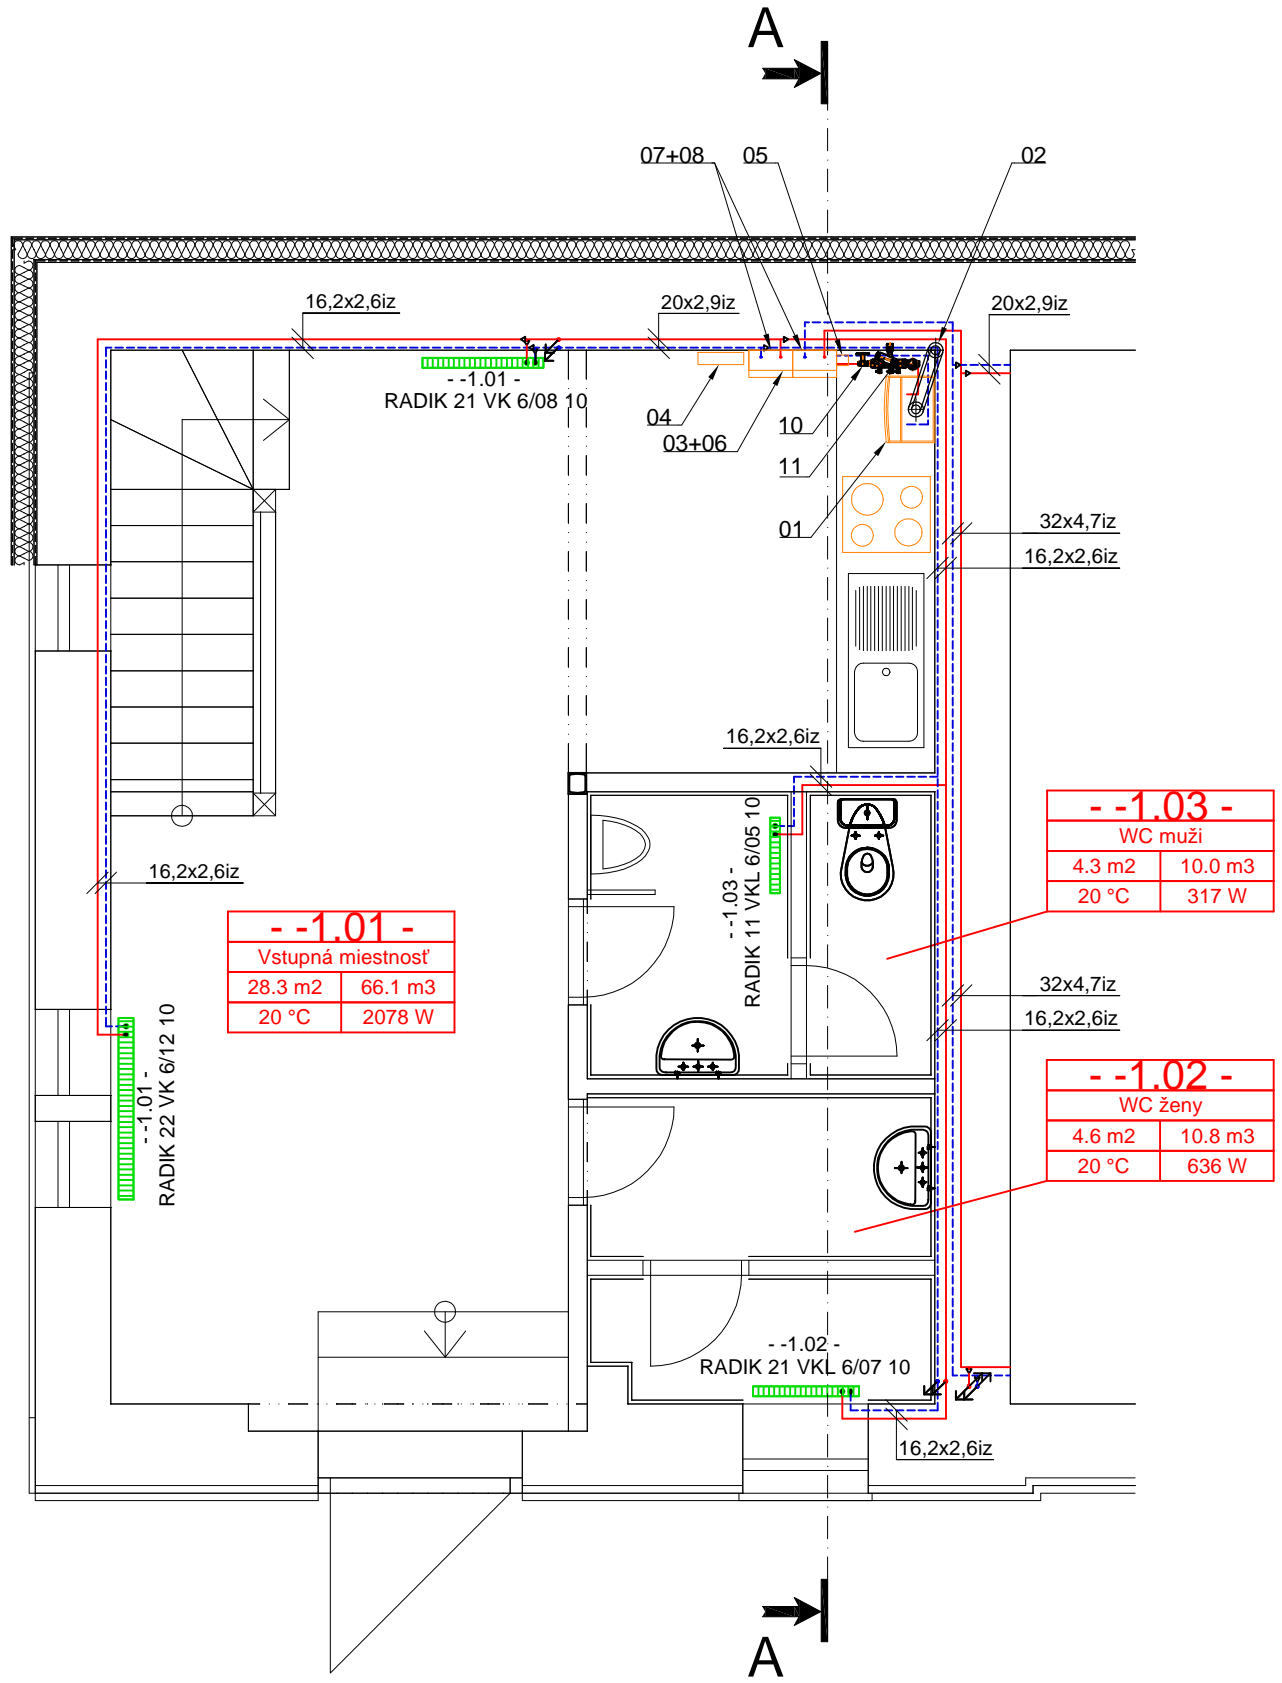 A
07+08
05
02
16,2x2,6iz
20x2,9iz
20x2,9iz
- -1.01 -
RADIK 21 VK 6/08 10
04
03+06
10
11
01
32x4,7iz
16,2x2,6iz
16,2x2,6iz
- -1.03 -
WC muži
4.3 m2 10.0 m3
20 °C 317 W
- -1.03 -
RADIK 11 VKL 6/05 10
16,2x2,6iz
- -1.01 -
Vstupná miestnosť
28.3 m2 66.1 m3
20 °C 2078 W
32x4,7iz
16,2x2,6iz
- -1.01 -
RADIK 22 VK 6/12 10
- -1.02 -
WC ženy
4.6 m2 10.8 m3
20 °C 636 W
- -1.02 -
RADIK 21 VKL 6/07 10
16,2x2,6iz
A